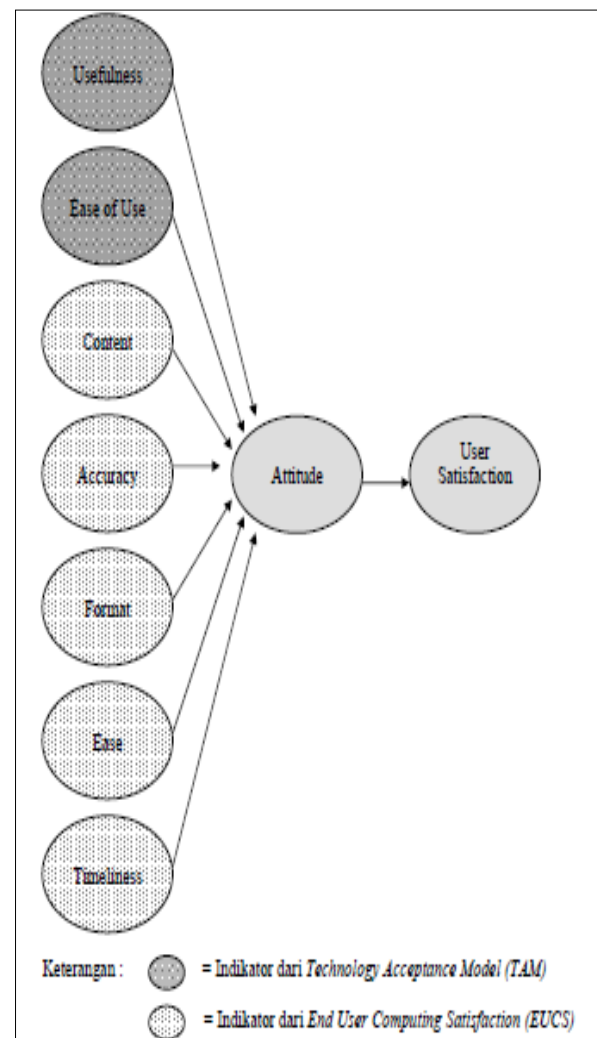 Usefulness
Ease of Use
Content
Accuracy
Attitude
User
Satisfaction
Format
Ease
Timeliness
Keterangan :
= Indikator dari Technology Acceptance Model (TAM)
= Indikator dari End User Computing Satisfaction (EUCS)